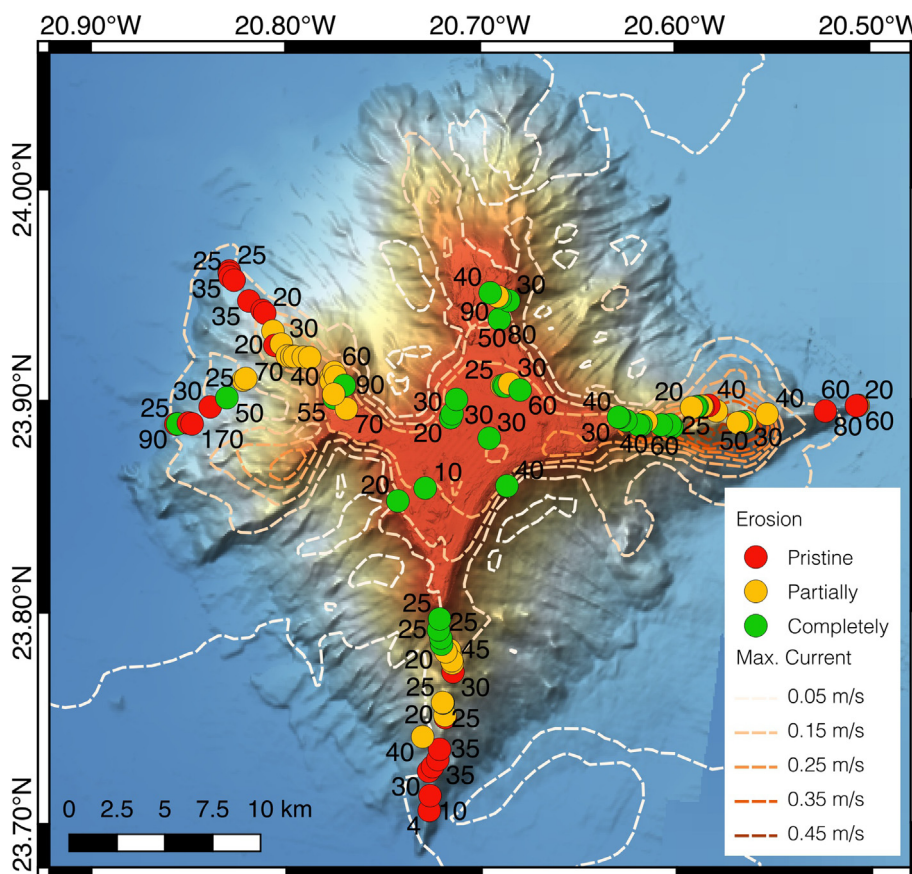 20.90°W 20.80°W 20.70°W 20.60°W 20.50°W
24.00°N
23.90°N
23.80°N
23.70°N
25 25
35
35 20
20 30
70 40 60
90
55 70
25
30 50
25
90 170
40 30
90
50 80
25 30
60
30
20 30 30
10
20
40
40
30 40 60
20 40
25
50 30
40
60 20
80 60
25 25
25
20 45
25 30
20 25
40 35
30 35
10
4
0 2.5 5 7.5 10 km
Erosion
Pristine
Partially
Completely
Max. Current
0.05 m/s
0.15 m/s
0.25 m/s
0.35 m/s
0.45 m/s